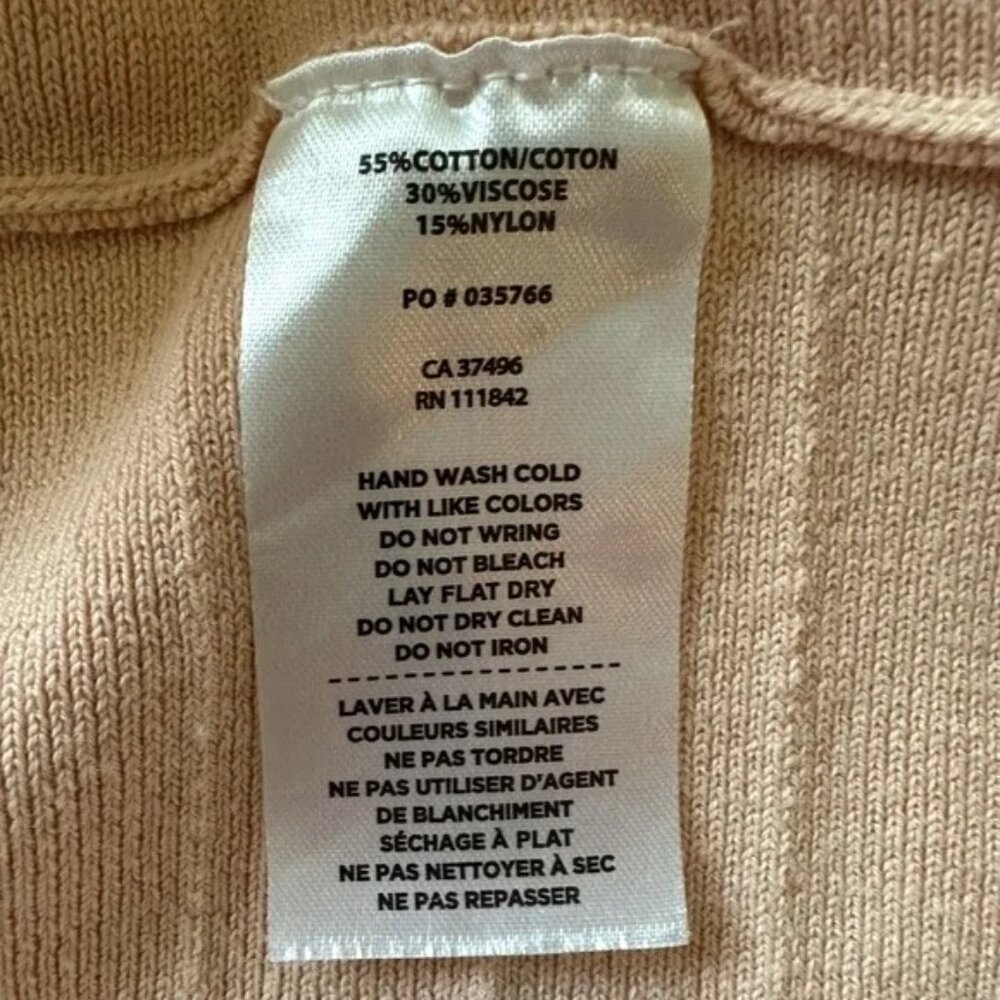 55%COTTON/COTON
30%VISCOSE
15%NYLON
PO # 035766
CA 37496
RN 111842
HAND WASH COLD
WITH LIKE COLORS
DO NOT WRING
DO NOT BLEACH
LAY FLAT DRY
DO NOT DRY CLEAN
DO NOT IRON
LAVER À LA MAIN AVEC
COULEURS SIMILAIRES
NE PAS TORDRE
NE PAS UTILISER D'AGENT
DE BLANCHIMENT
SÉCHAGE À PLAT
NE PAS NETTOYER À SEC
NE PAS REPASSER